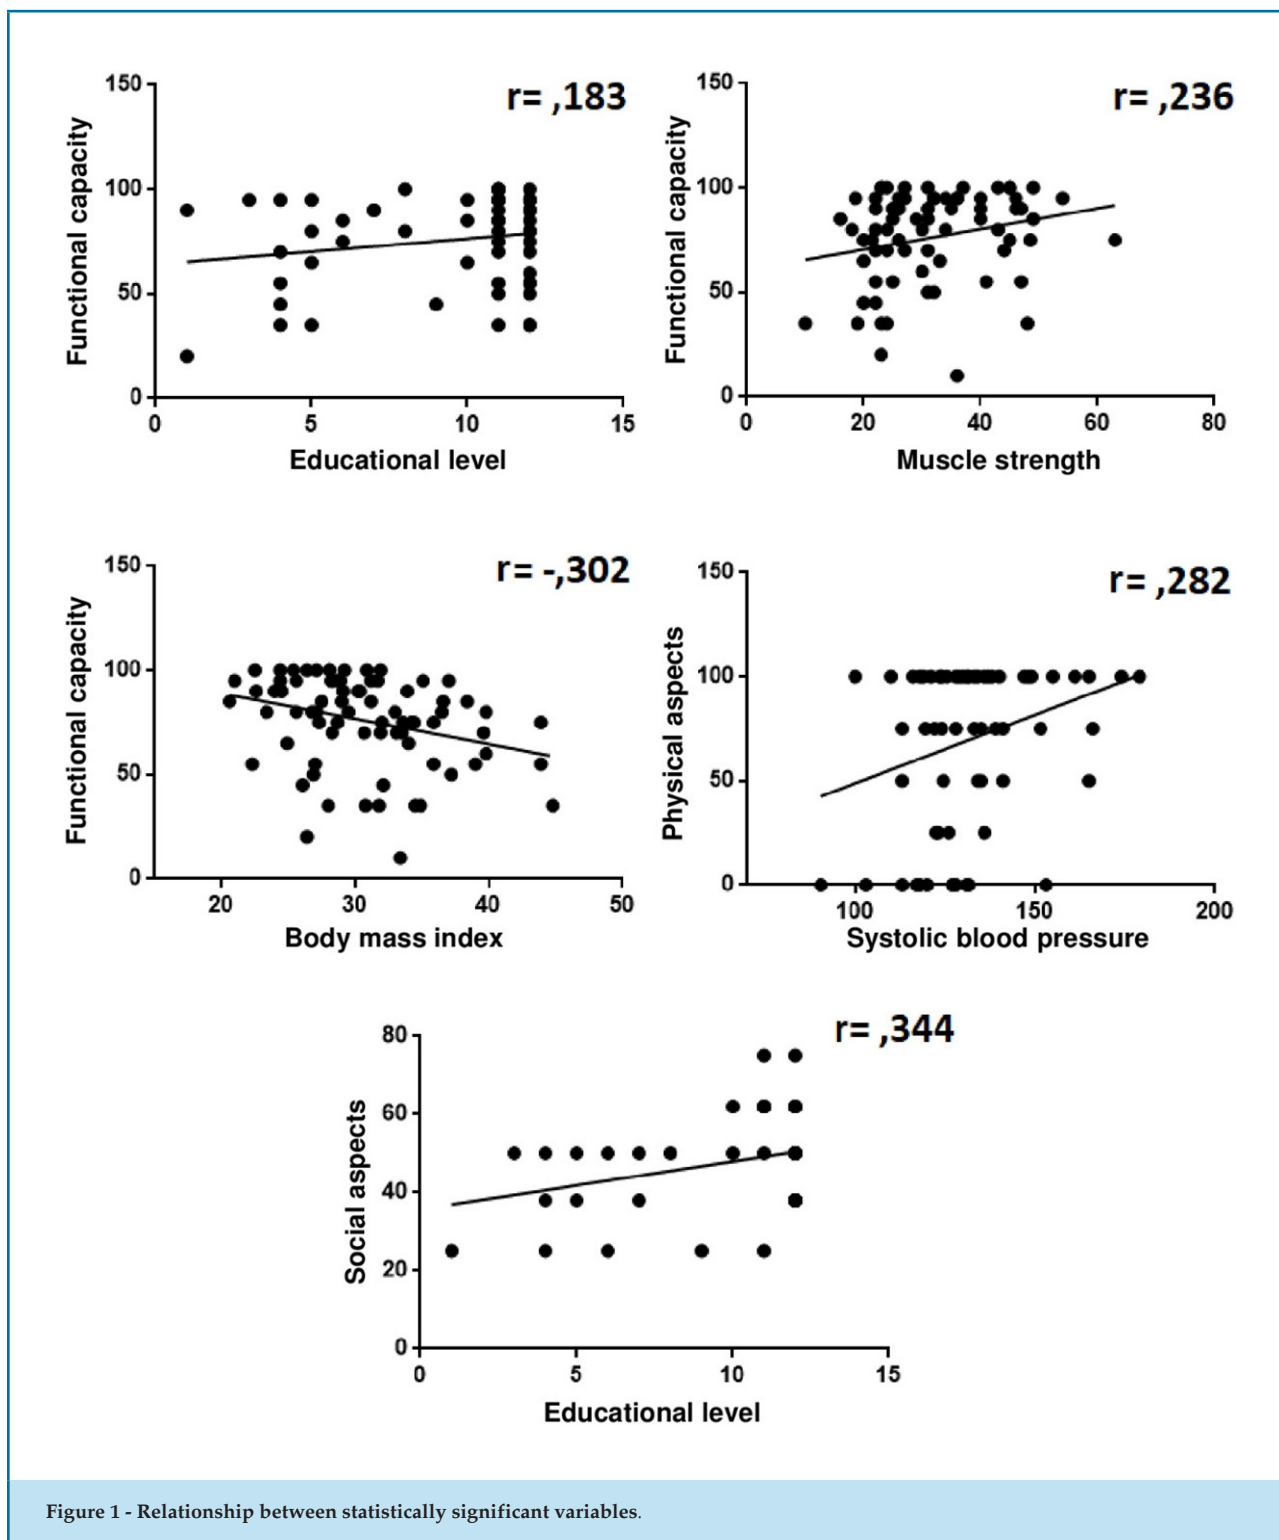 r= ,183
150
100
50
0
Functional capacity
0 5 10 15
Educational level
r= ,236
150
100
50
0
Functional capacity
0 20 40 60 80
Muscle strength
r= -,302
150
100
50
0
Functional capacity
20 30 40 50
Body mass index
r= ,282
150
100
50
0
Physical aspects
100 150 200
Systolic blood pressure
r= ,344
80
60
40
20
0
Social aspects
0 5 10 15
Educational level
Figure 1 - Relationship between statistically significant variables.